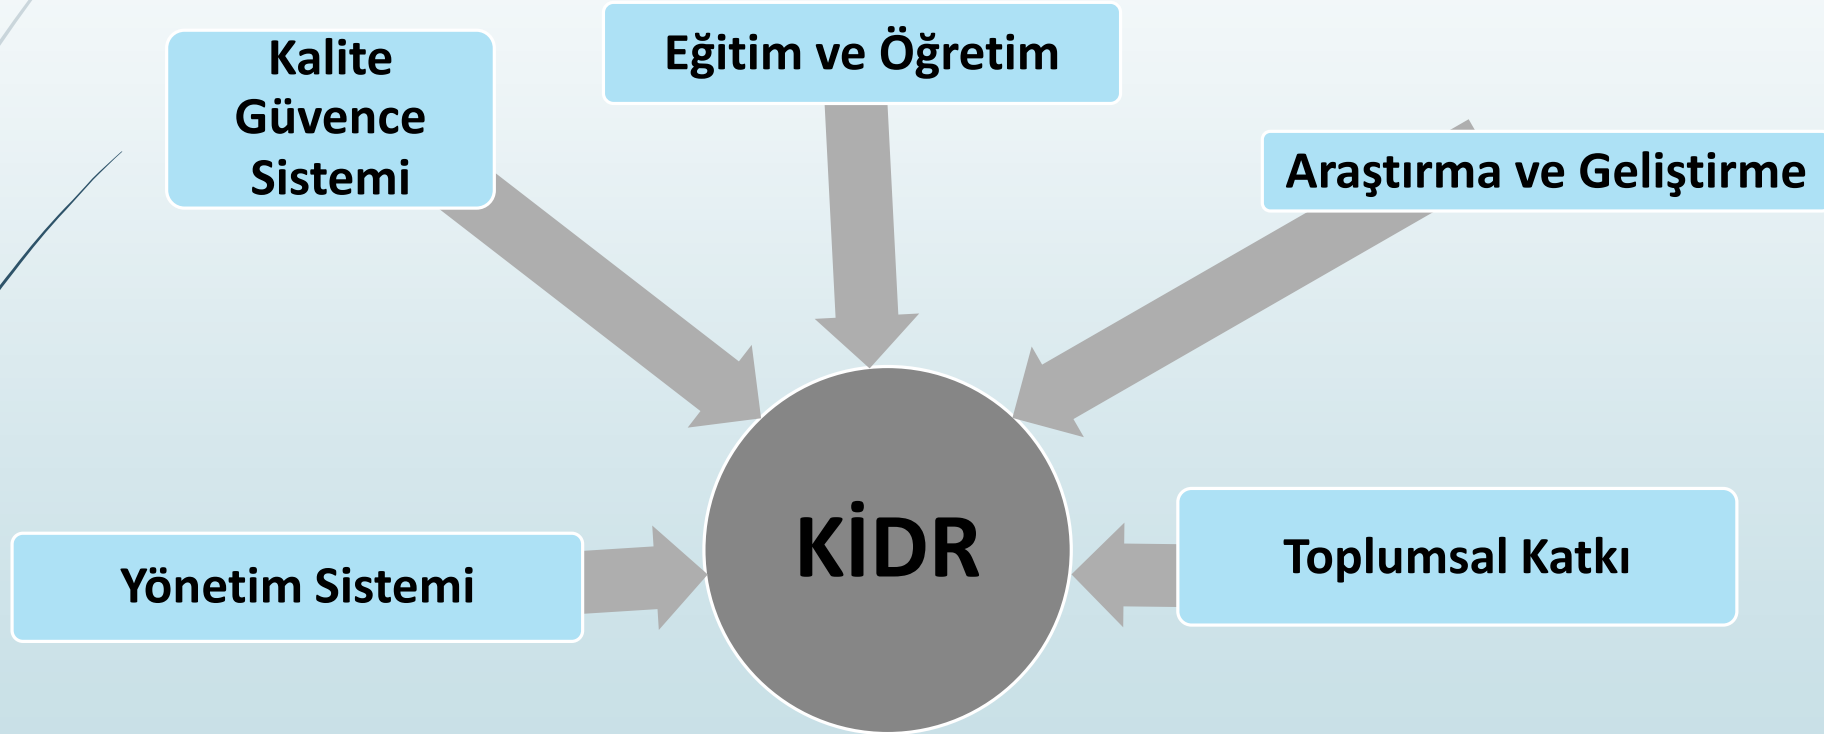 Kalite
Güvence
Sistemi
Eğitim ve Öğretim
Araştırma ve Geliştirme
Yönetim Sistemi
KİDR
Toplumsal Katkı